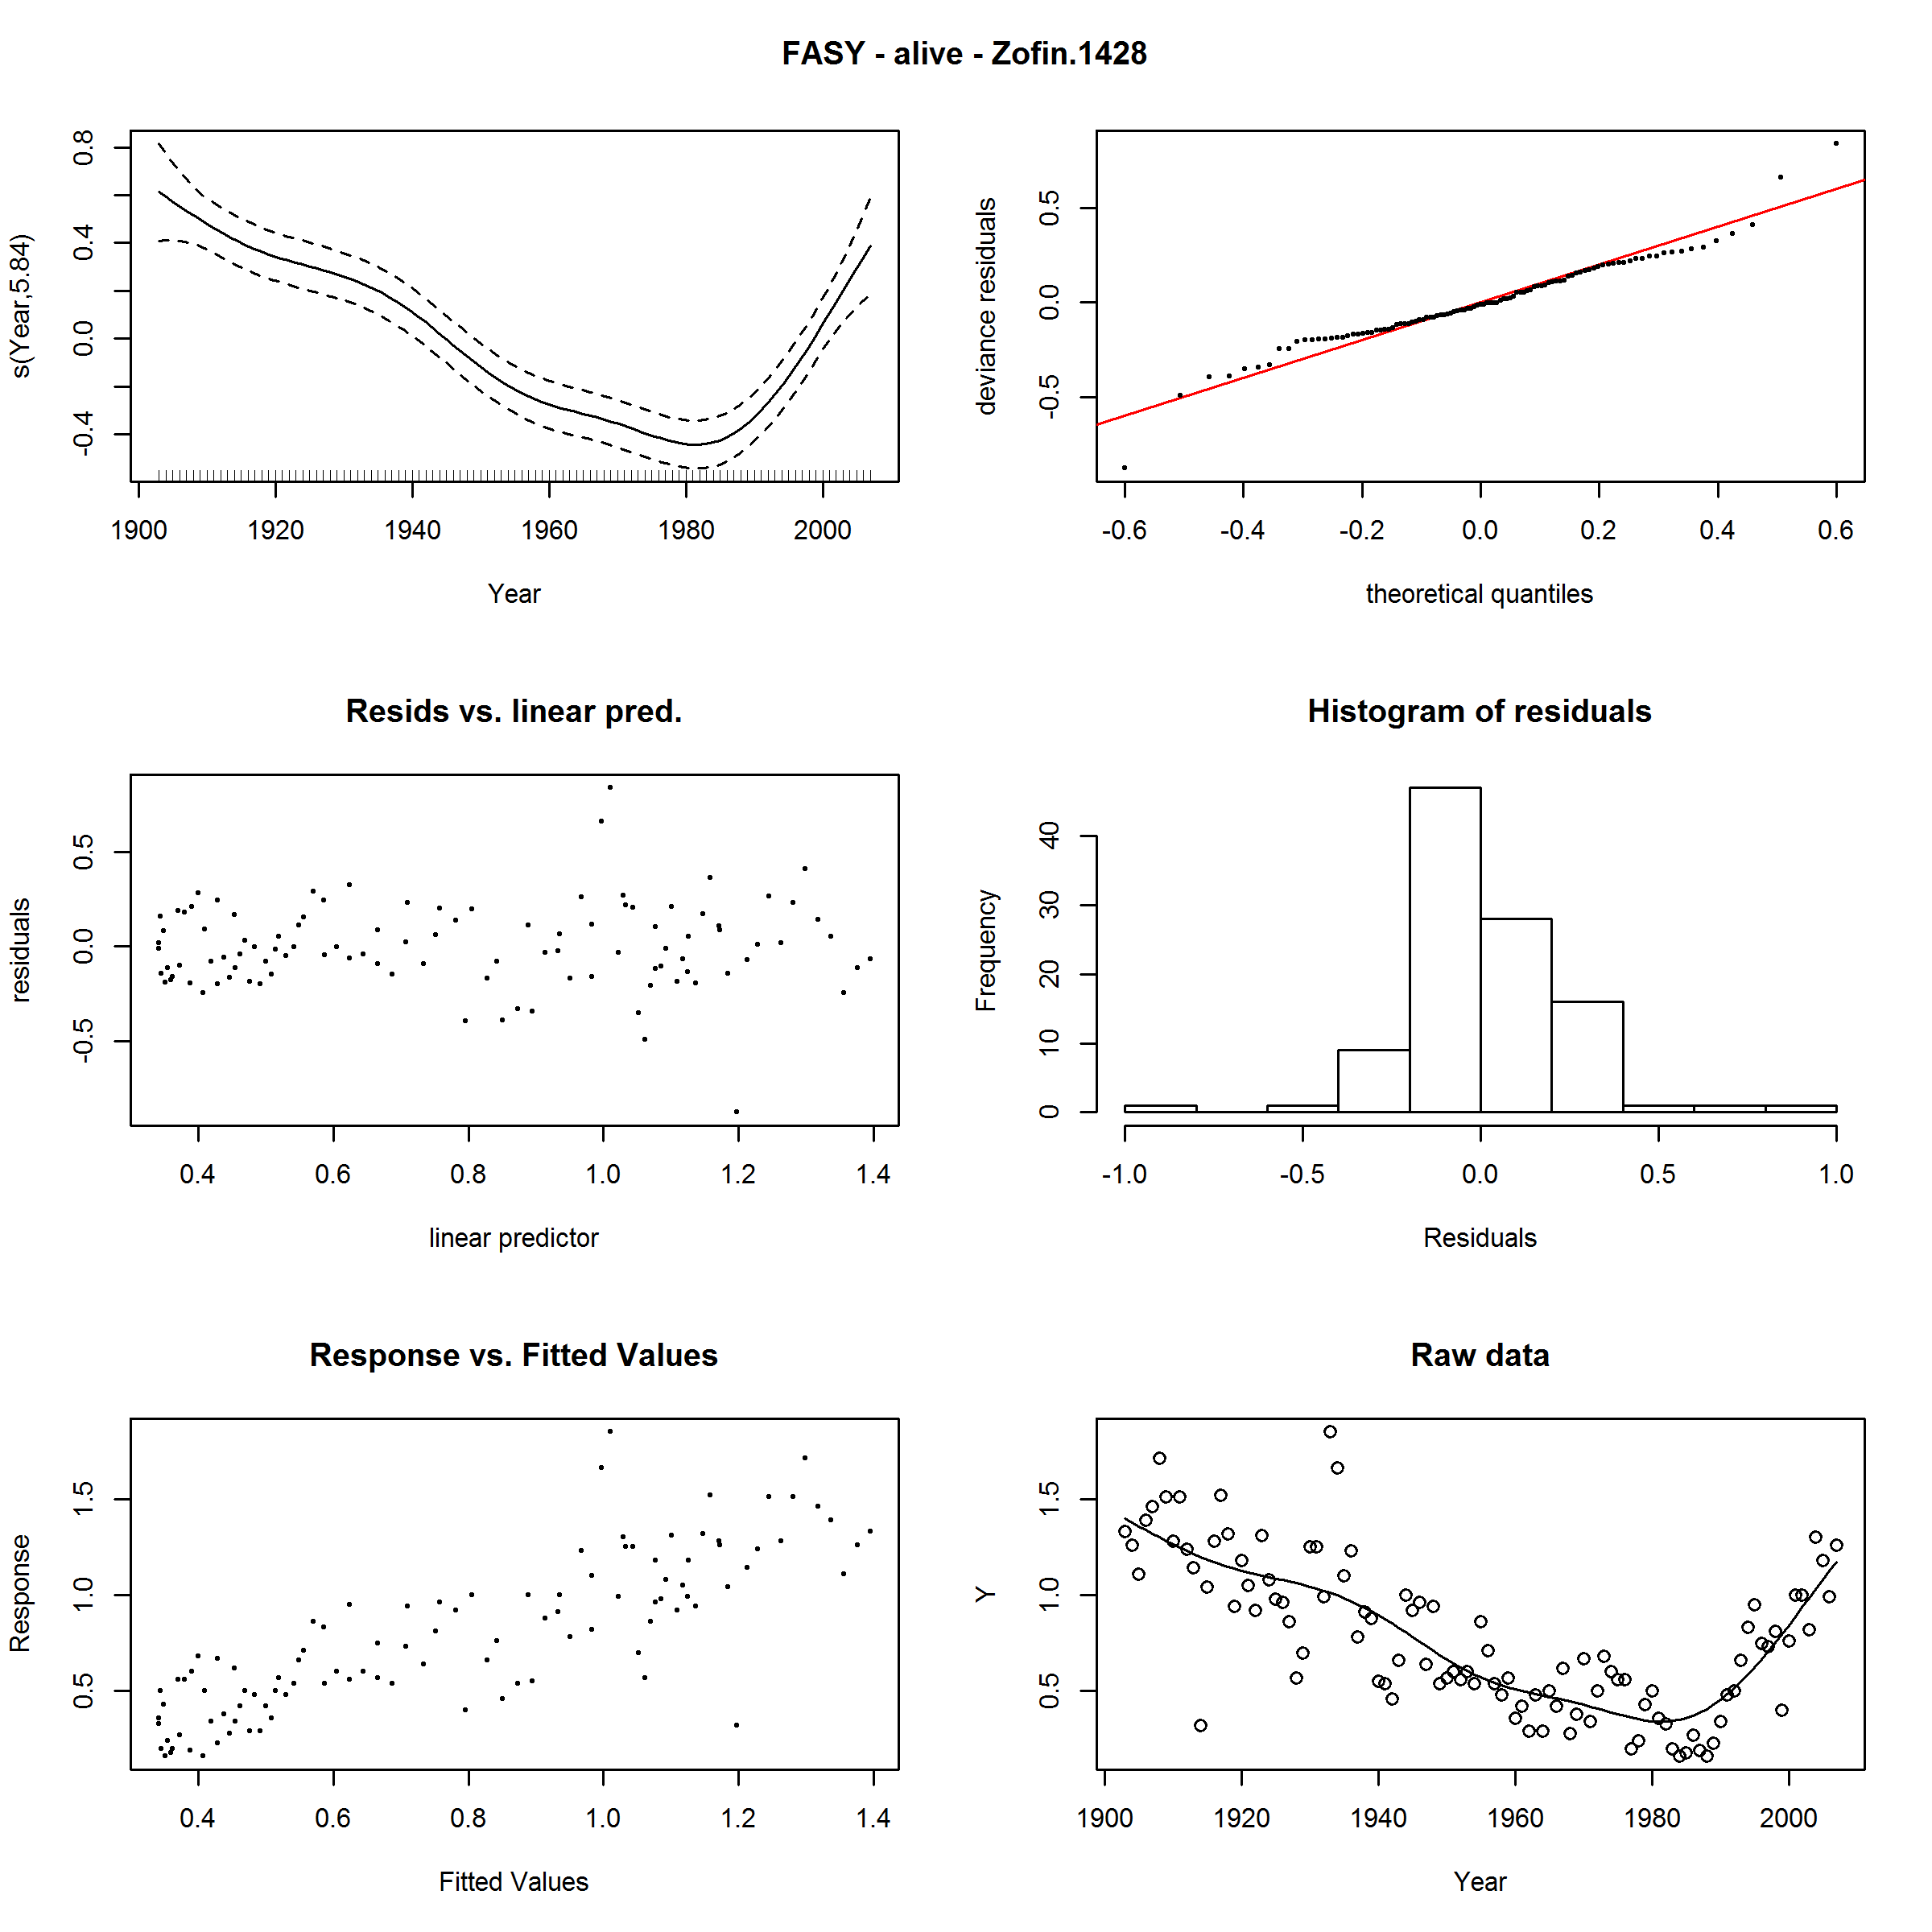 FASY - alive - Zofin.1428
s(Year,5.84)
-0.4 0.0 0.4 0.8
1900 1920 1940 1960 1980 2000
Year
deviance residuals
-0.5 0.0 0.5
-0.6 -0.4 -0.2 0.0 0.2 0.4 0.6
theoretical quantiles
Resids vs. linear pred.
residuals
-0.5 0.0 0.5
0.4 0.6 0.8 1.0 1.2 1.4
linear predictor
Histogram of residuals
Frequency
0 10 20 30 40
-1.0 -0.5 0.0 0.5 1.0
Residuals
Response vs. Fitted Values
Response
0.5 1.0 1.5
0.4 0.6 0.8 1.0 1.2 1.4
Fitted Values
Raw data
Y
0.5 1.0 1.5
1900 1920 1940 1960 1980 2000
Year